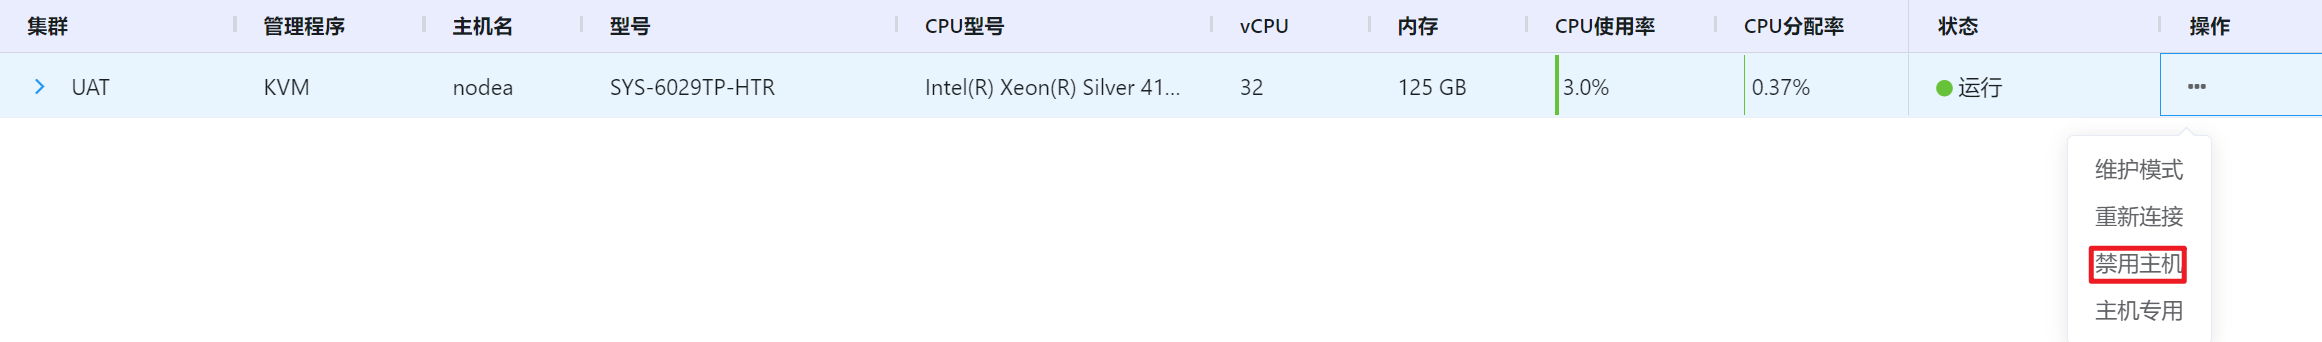 集群 管理程序 主机名 型号 CPU型号 vCPU 内存 CPU使用率 CPU分配率 状态 操作
UAT KVM nodea SYS-6029TP-HTR Intel(R) Xeon(R) Silver 41... 32 125 GB 3.0% 0.37% 运行 •••
维护模式
重新连接
禁用主机
主机专用